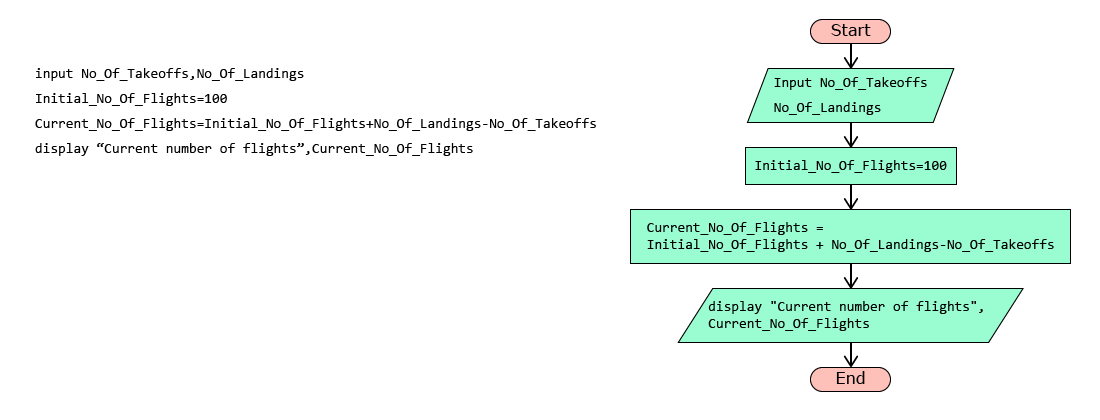 input No_Of_Takeoffs,No_Of_Landings
Initial_No_Of_Flights=100
Current_No_Of_Flights=Initial_No_Of_Flights+No_Of_Landings-No_Of_Takeoffs
display “Current number of flights”,Current_No_Of_Flights
Start
Input No_Of_Takeoffs
No_Of_Landings
Initial_No_Of_Flights=100
Current_No_Of_Flights =
Initial_No_Of_Flights + No_Of_Landings-No_Of_Takeoffs
display "Current number of flights",
Current_No_Of_Flights
End